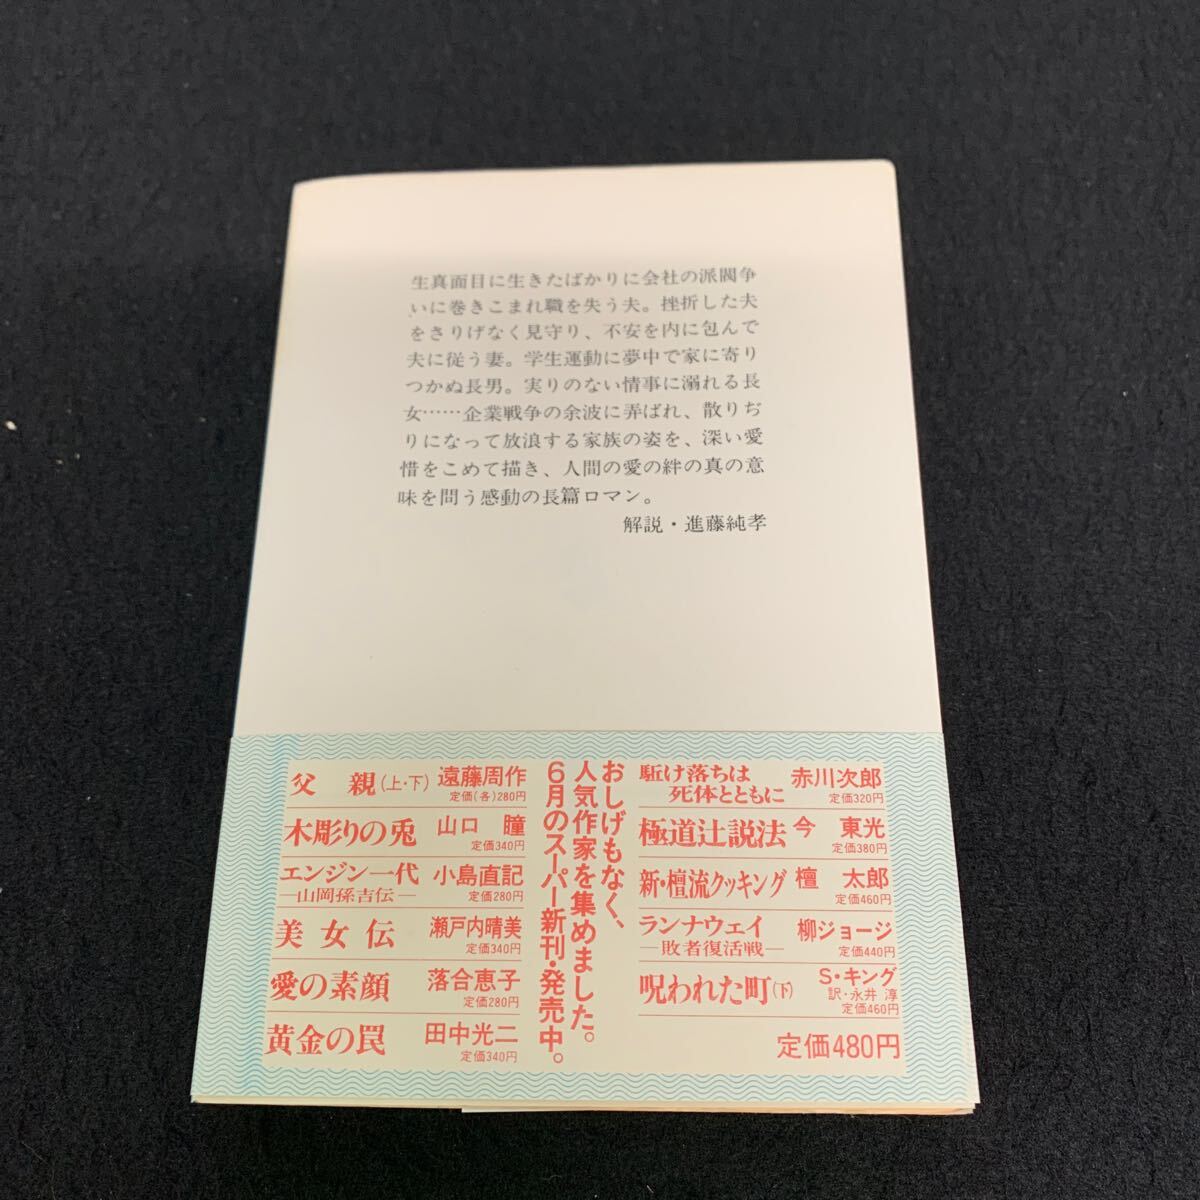 生真面目に生きたばかりに会社の派閥争
いに巻きこまれ職を失う夫。挫折した夫
をさりげなく見守り、不安を内に包んで
夫に従う妻。学生運動に夢中で家に寄り
つかぬ長男。実りのない情事に溺れる長
女……企業戦争の余波に弄ばれ、散りぢ
りになって放浪する家族の姿を、深い愛
惜をこめて描き、人間の愛の絆の真の意
味を問う感動の長篇ロマン。
解説・進藤純孝
父親(上・下) 遠藤周作
定価(各)280円
木彫りの兎 山口瞳
定価340円
エンジン一代 小島直記
―山岡孫吉伝― 定価280円
美女伝 瀬戸内晴美
定価340円
愛の素顔 落合恵子
定価280円
黄金の罠 田中光二
定価340円
おしげもなく、
人気作家を集めました。
6月のスーパー新刊・発売中。
駈け落ちは 赤川次郎
死体とともに 定価320円
極道辻説法 今東光
定価380円
新・檀流クッキング 檀太郎
定価460円
ランナウェイ 柳ジョージ
―敗者復活戦― 定価440円
呪われた町(下) S・キング
訳・永井淳
定価460円
定価480円